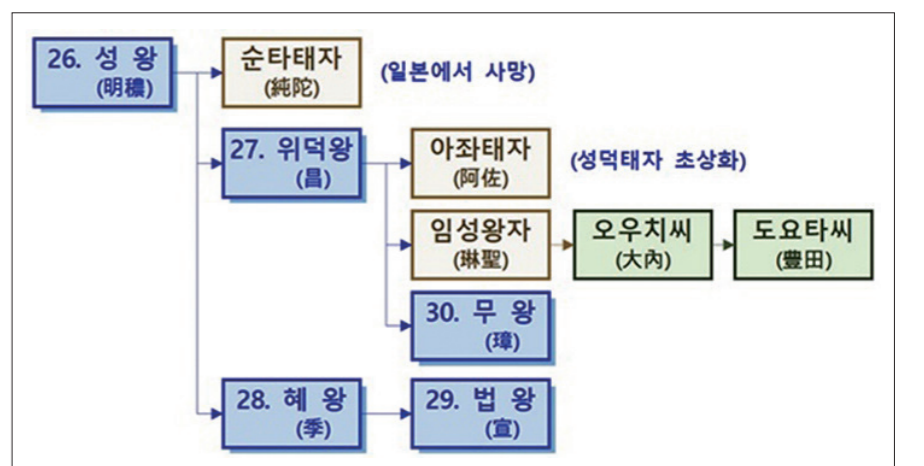 26. 성 왕
(明穠)
순타태자
(純陀)
(일본에서 사망)
27. 위덕왕
(昌)
아좌태자
(阿佐)
(성덕태자 초상화)
임성왕자
(琳聖)
오우치씨
(大內)
도요타씨
(豊田)
30. 무 왕
(璋)
28. 혜 왕
(季)
29. 법 왕
(宣)